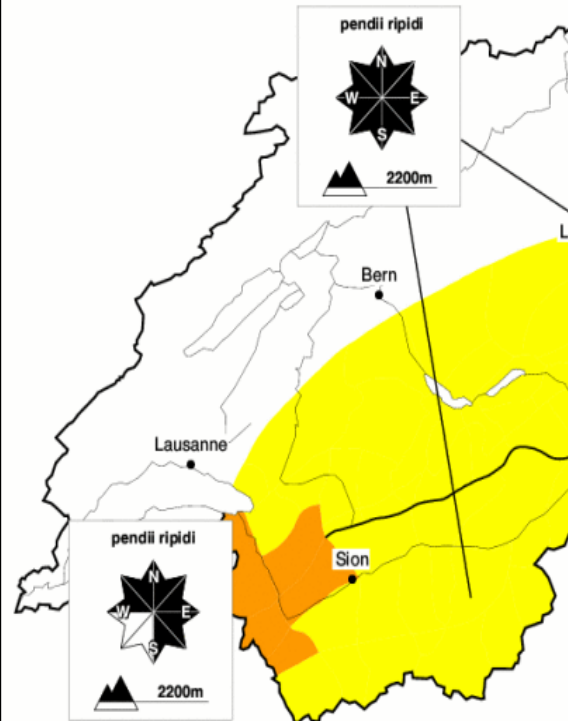 pendii ripidi
N
W E
S
2200m
L
Bern
Lausanne
pendii ripidi
N
W E
S
2200m
Sion